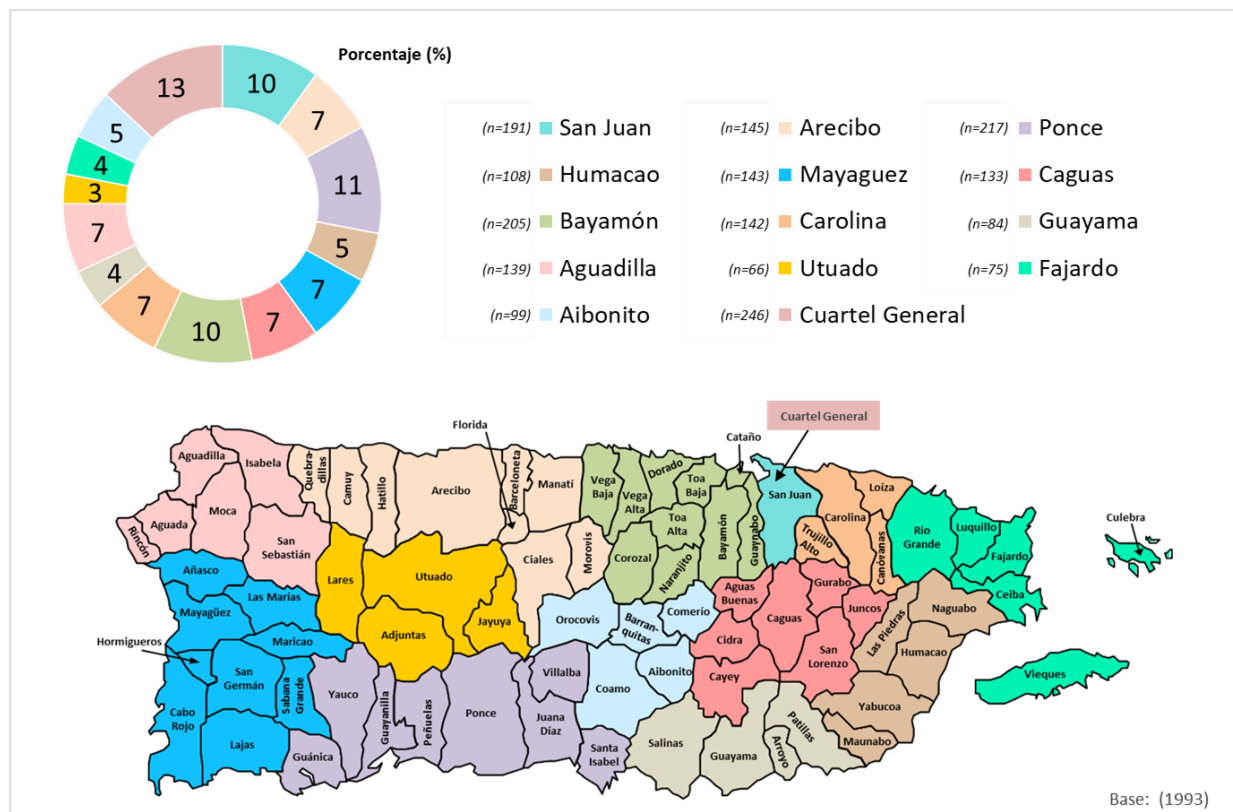 Porcentaje (%)
13
10
7
11
5
7
7
10
7
4
7
3
4
5
(n=191) San Juan
(n=145) Arecibo
(n=217) Ponce
(n=108) Humacao
(n=143) Mayaguez
(n=133) Caguas
(n=205) Bayamón
(n=142) Carolina
(n=84) Guayama
(n=139) Aguadilla
(n=66) Utuado
(n=75) Fajardo
(n=99) Aibonito
(n=246) Cuartel General
Cuartel General
Florida
Cataño
Aguadilla
Isabela
Quebra-
dillas
Camuy
Hatillo
Arecibo
Barceloneta
Manatí
Vega
Baja
Vega
Alta
Dorado
Toa
Baja
San Juan
Carolina
Loíza
Culebra
Rincón
Aguada
Moca
San
Sebastián
Ciales
Morovis
Corozal
Toa
Alta
Naranjito
Bayamón
Guaynabo
Trujillo
Alto
Canóvanas
Río
Grande
Luquillo
Fajardo
Ceiba
Añasco
Las Marías
Mayagüez
Maricao
Hormigueros
Lares
Utuado
Adjuntas
Jayuya
Orocovis
Barran-
quitas
Comerío
Aguas
Buenas
Gurabo
Caguas
Juncos
Las Piedras
Naguabo
Humacao
Cidra
San
Lorenzo
Cayey
Aibonito
Coamo
Villalba
San
Germán
Sabana
Grande
Cabo
Rojo
Lajas
Yauco
Guánica
Guayanilla
Peñuelas
Ponce
Juana
Díaz
Santa
Isabel
Salinas
Guayama
Arroyo
Patillas
Yabucoa
Maunabo
Vieques
Base: (1993)